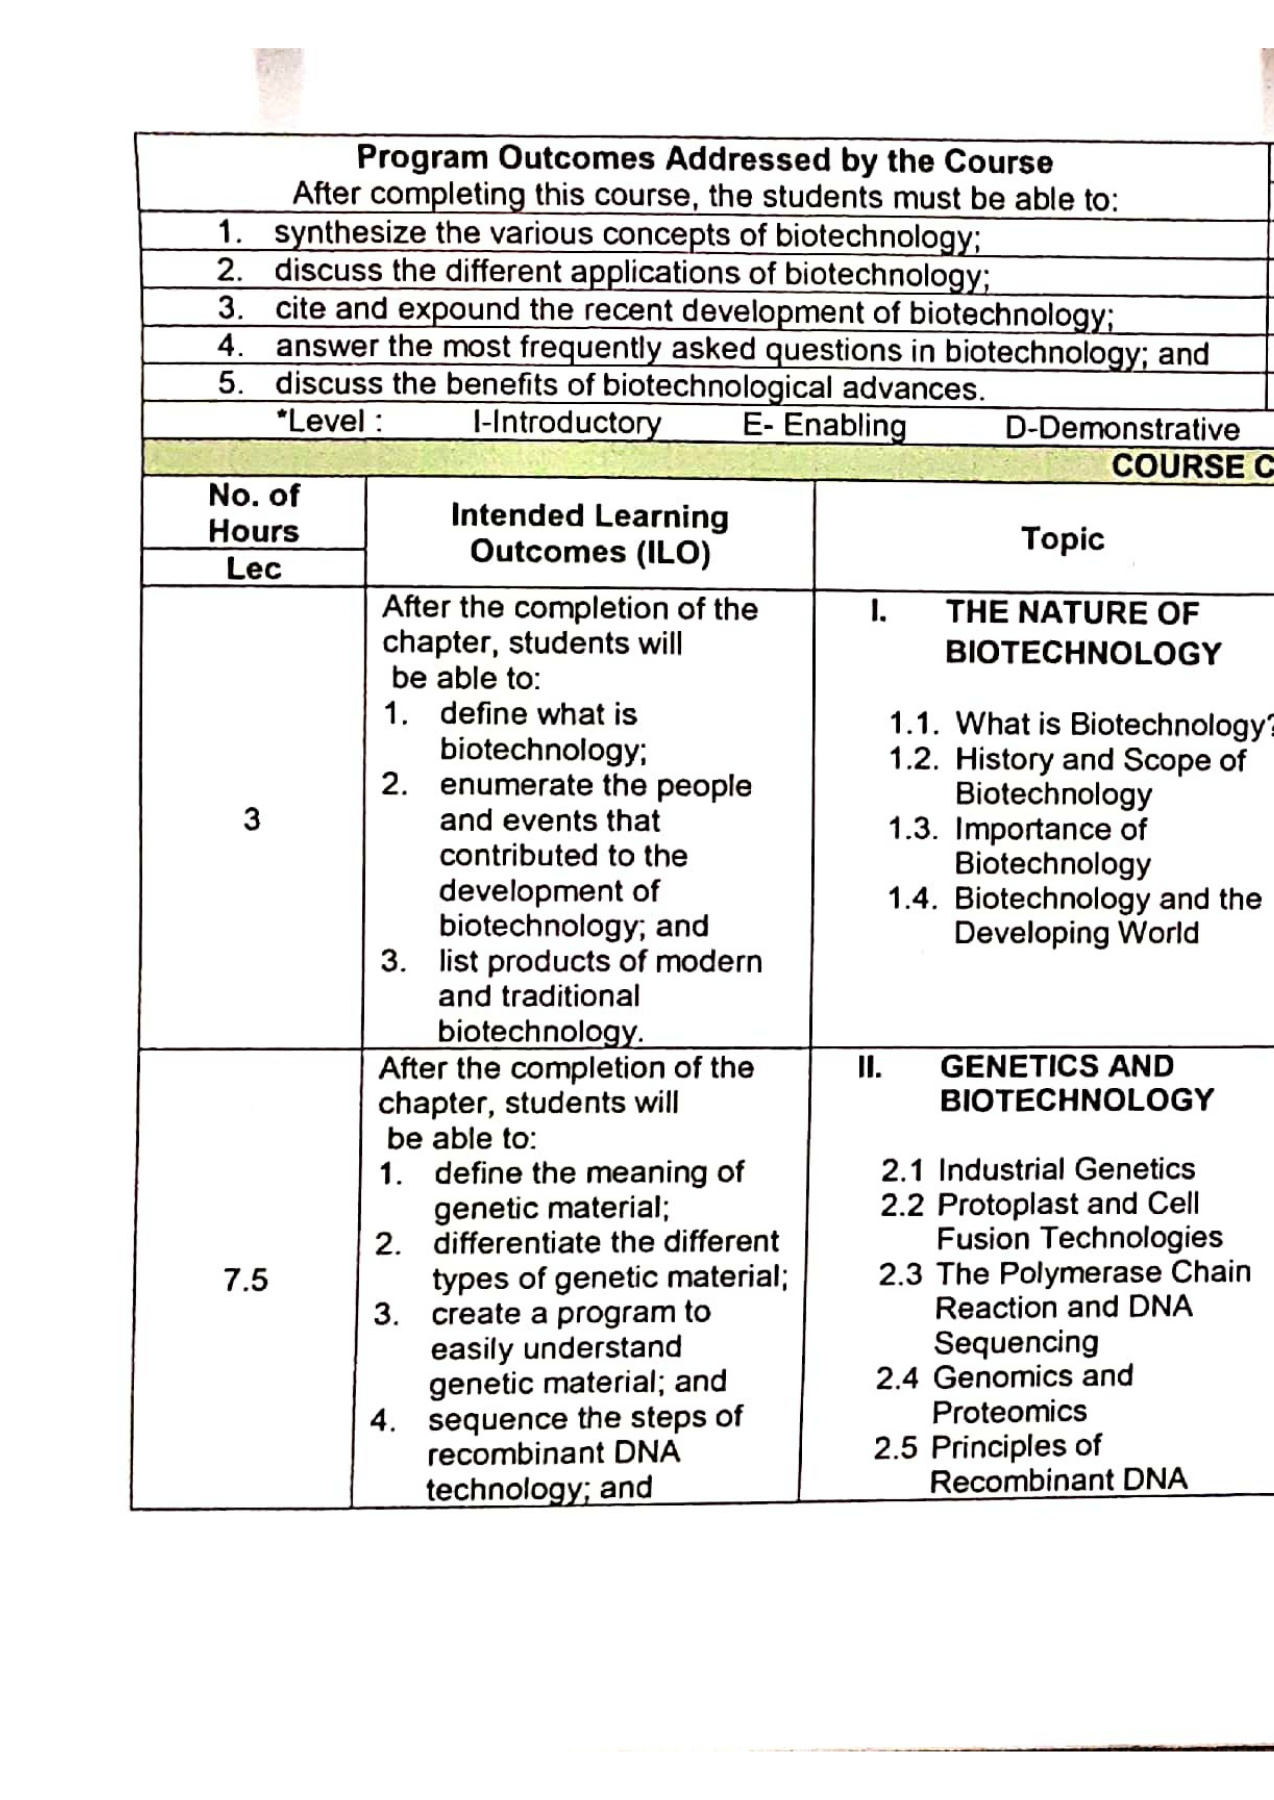 Program Outcomes Addressed by the Course
After completing this course, the students must be able to:
1. synthesize the various concepts of biotechnology;
2. discuss the different applications of biotechnology;
3. cite and expound the recent development of biotechnology;
4. answer the most frequently asked questions in biotechnology; and
5. discuss the benefits of biotechnological advances.
*Level : I-Introductory E- Enabling D-Demonstrative
COURSE C
No. of
Hours
Lec
Intended Learning
Outcomes (ILO)
Topic
3
After the completion of the
chapter, students will
be able to:
1. define what is
biotechnology;
2. enumerate the people
and events that
contributed to the
development of
biotechnology; and
3. list products of modern
and traditional
biotechnology.
I. THE NATURE OF
BIOTECHNOLOGY
1.1. What is Biotechnology?
1.2. History and Scope of
Biotechnology
1.3. Importance of
Biotechnology
1.4. Biotechnology and the
Developing World
7.5
After the completion of the
chapter, students will
be able to:
1. define the meaning of
genetic material;
2. differentiate the different
types of genetic material;
3. create a program to
easily understand
genetic material; and
4. sequence the steps of
recombinant DNA
technology; and
II. GENETICS AND
BIOTECHNOLOGY
2.1 Industrial Genetics
2.2 Protoplast and Cell
Fusion Technologies
2.3 The Polymerase Chain
Reaction and DNA
Sequencing
2.4 Genomics and
Proteomics
2.5 Principles of
Recombinant DNA